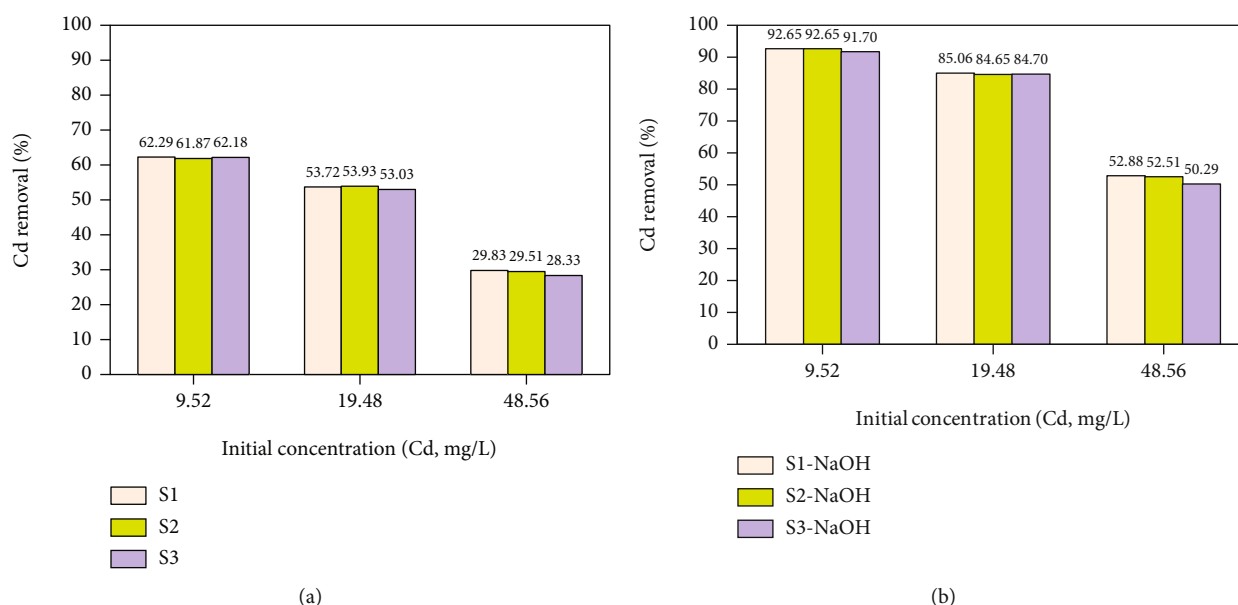 100
90
80
70
60
50
40
30
20
10
0
Cd removal (%)
62.29 61.87 62.18
53.72 53.93 53.03
29.83 29.51 28.33
9.52 19.48 48.56
Initial concentration (Cd, mg/L)
S1
S2
S3
(a)
100
90
80
70
60
50
40
30
20
10
0
Cd removal (%)
92.65 92.65 91.70
85.06 84.65 84.70
52.88 52.51 50.29
9.52 19.48 48.56
Initial concentration (Cd, mg/L)
S1-NaOH
S2-NaOH
S3-NaOH
(b)